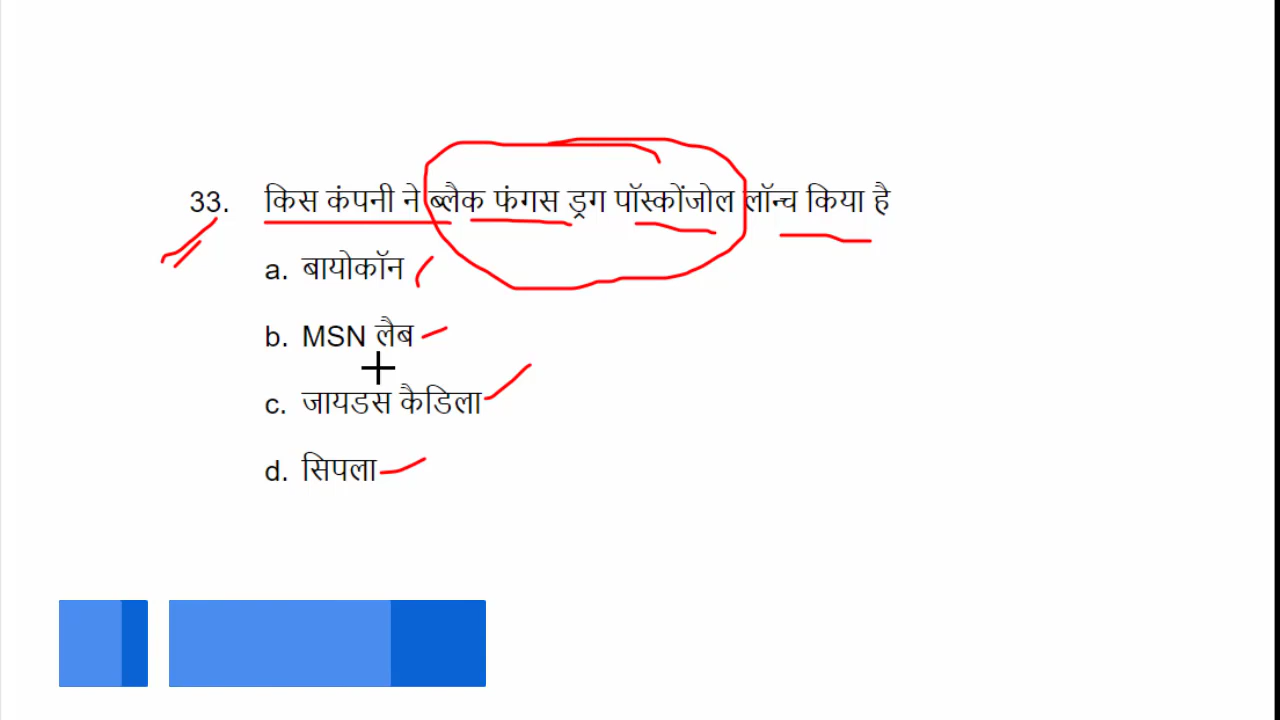 33. किस कंपनी ने ब्लैक फंगस ड्रग पॉस्कोंजोल लॉन्च किया है
a. बायोकॉन
b. MSN लैब
c. जायडस कैडिला
d. सिपला